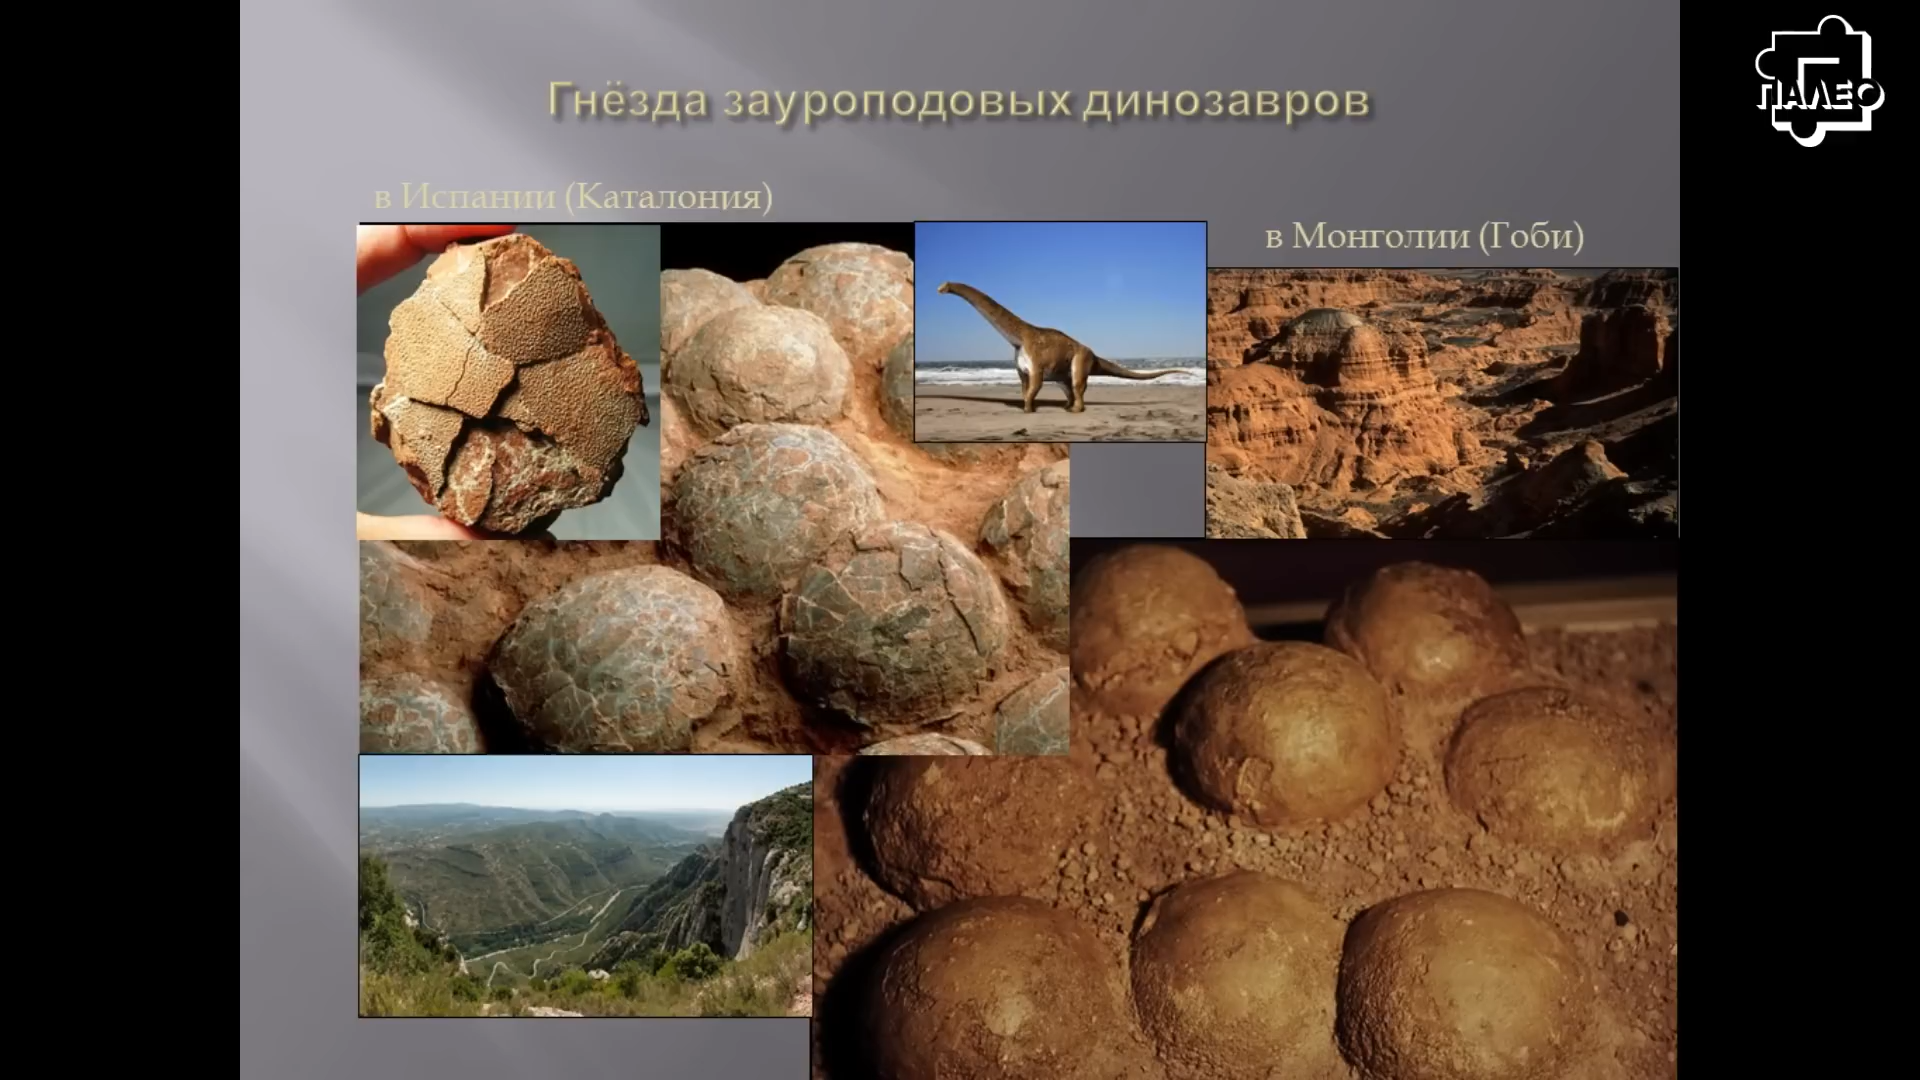 Гнёзда зауроподовых динозавров
в Испании (Каталония)
в Монголии (Гоби)
ПАЛЕО